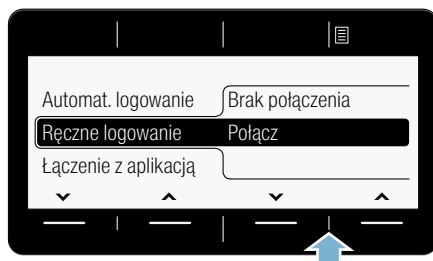 Automat. logowanie Brak połączenia
Ręczne logowanie Połącz
Łączenie z aplikacją